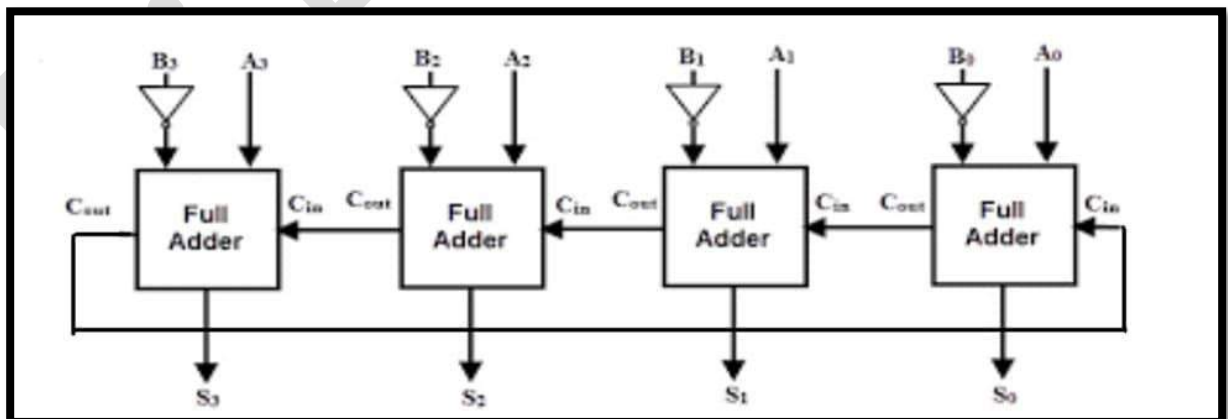 B₃ A₃ B₂ A₂ B₁ A₁ B₀ A₀
Cout Full Adder Cin Cout Full Adder Cin Cout Full Adder Cin Cout Full Adder Cin
S₃ S₂ S₁ S₀